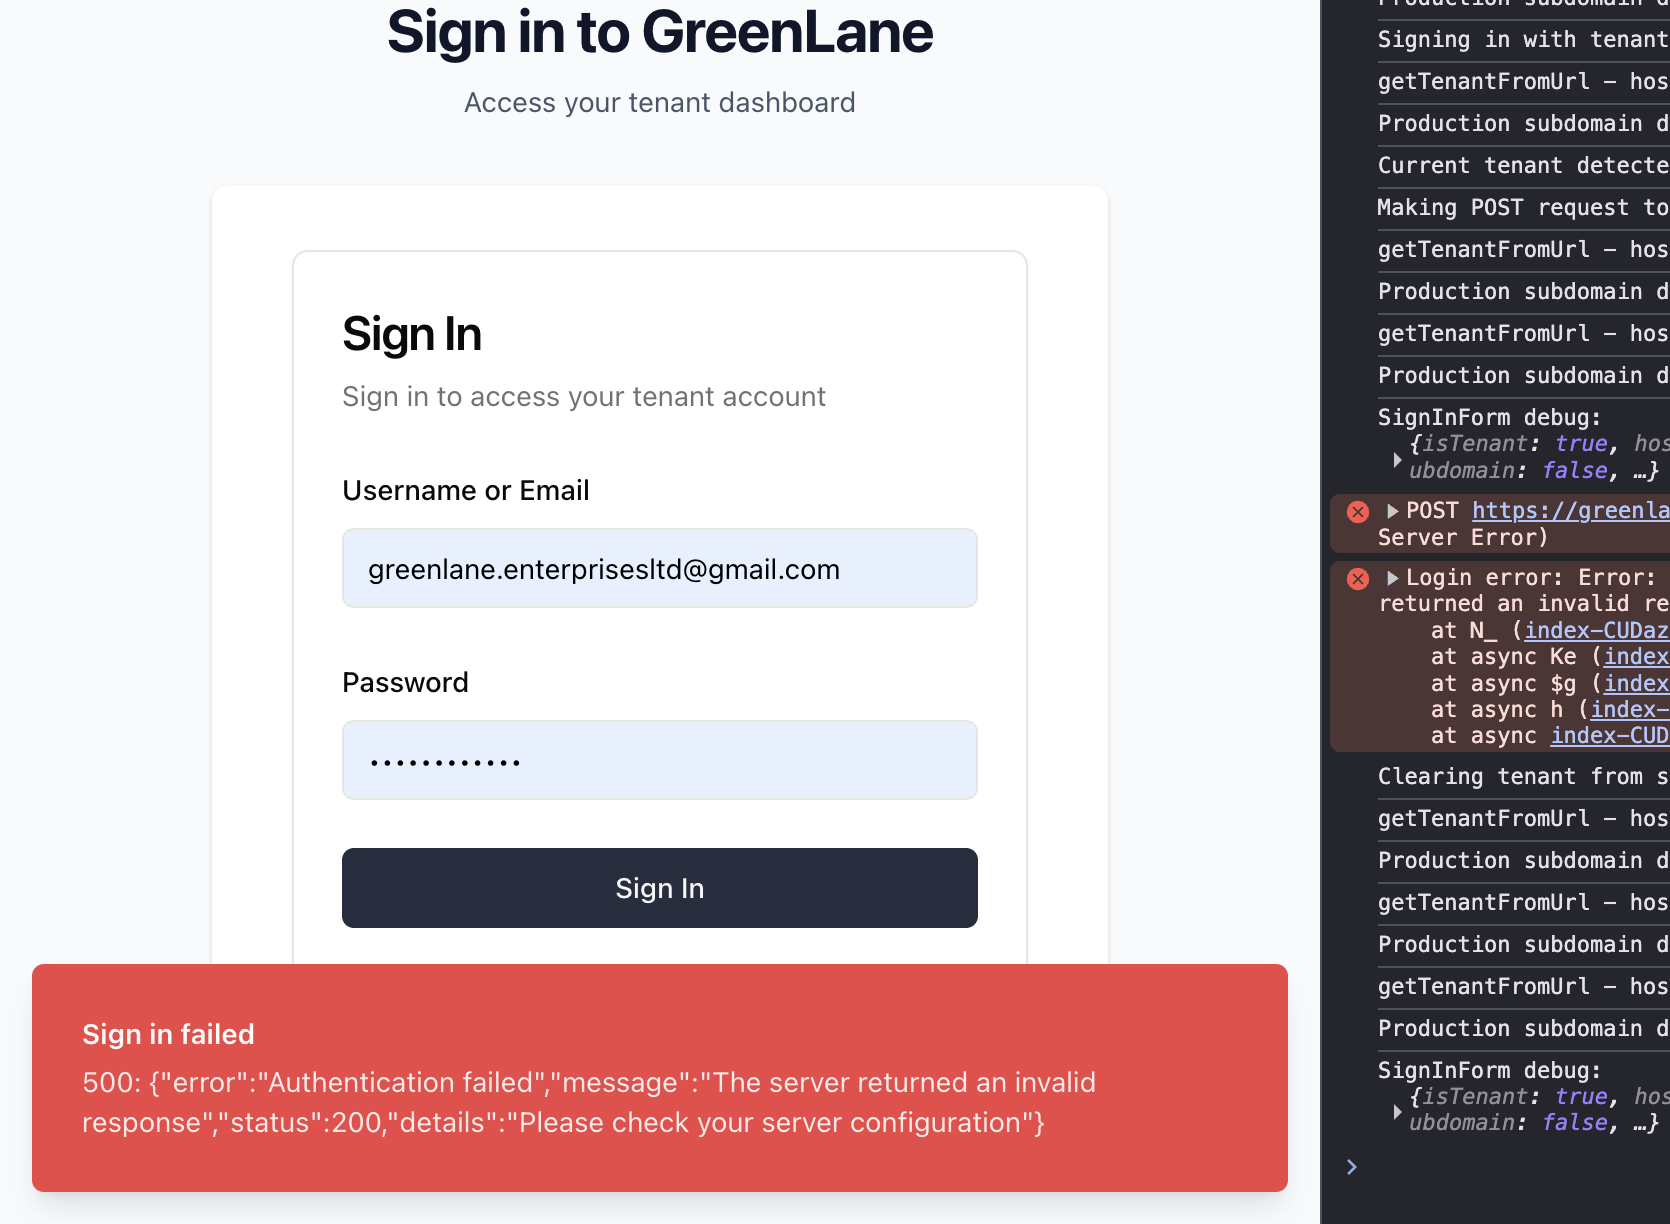 Sign in to GreenLane
Access your tenant dashboard
Sign In
Sign in to access your tenant account
Username or Email
greenlane.enterprisesltd@gmail.com
Password
••••••••••••
Sign In
Sign in failed
500: {"error":"Authentication failed","message":"The server returned an invalid
response","status":200,"details":"Please check your server configuration"}
Production subdomain d
Signing in with tenant
getTenantFromUrl – hos
Production subdomain d
Current tenant detecte
Making POST request to
getTenantFromUrl – hos
Production subdomain d
getTenantFromUrl – hos
Production subdomain d
SignInForm debug:
{isTenant: true, hos
ubdomain: false, …}
POST https://greenla
Server Error)
Login error: Error:
returned an invalid re
at N_ (index-CUDaz
at async Ke (index
at async $g (index
at async h (index-
at async index-CUD
Clearing tenant from s
getTenantFromUrl – hos
Production subdomain d
getTenantFromUrl – hos
Production subdomain d
getTenantFromUrl – hos
Production subdomain d
SignInForm debug:
{isTenant: true, hos
ubdomain: false, …}